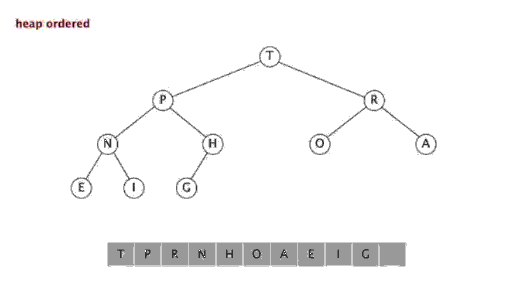 heap ordered
T
P R
N H O A
E I G
T P R N H O A E I G